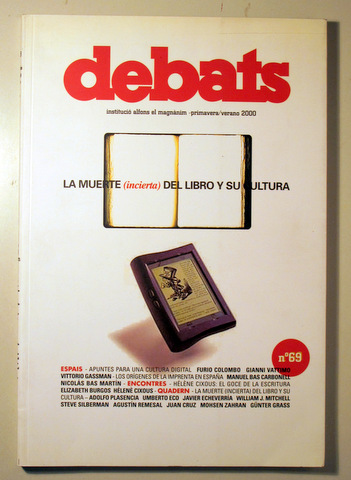 debats
institució alfons el magnànim - primavera/verano 2000
LA MUERTE (incierta) DEL LIBRO Y SU CULTURA
nº69
ESPAIS - APUNTES PARA UNA CULTURA DIGITAL FURIO COLOMBO GIANNI VATTIMO
VITTORIO GASSMAN - LOS ORÍGENES DE LA IMPRENTA EN ESPAÑA MANUEL BAS CARBONELL
NICOLÁS BAS MARTÍN - ENCONTRES - HÉLÈNE CIXOUS: EL GOCE DE LA ESCRITURA
ELIZABETH BURGOS HÉLÈNE CIXOUS - QUADERN - LA MUERTE (INCIERTA) DEL LIBRO Y SU
CULTURA – ADOLFO PLASENCIA UMBERTO ECO JAVIER ECHEVERRÍA WILLIAM J. MITCHELL
STEVE SILBERMAN AGUSTÍN REMESAL JUAN CRUZ MOHSEN ZAHRAN GÜNTER GRASS